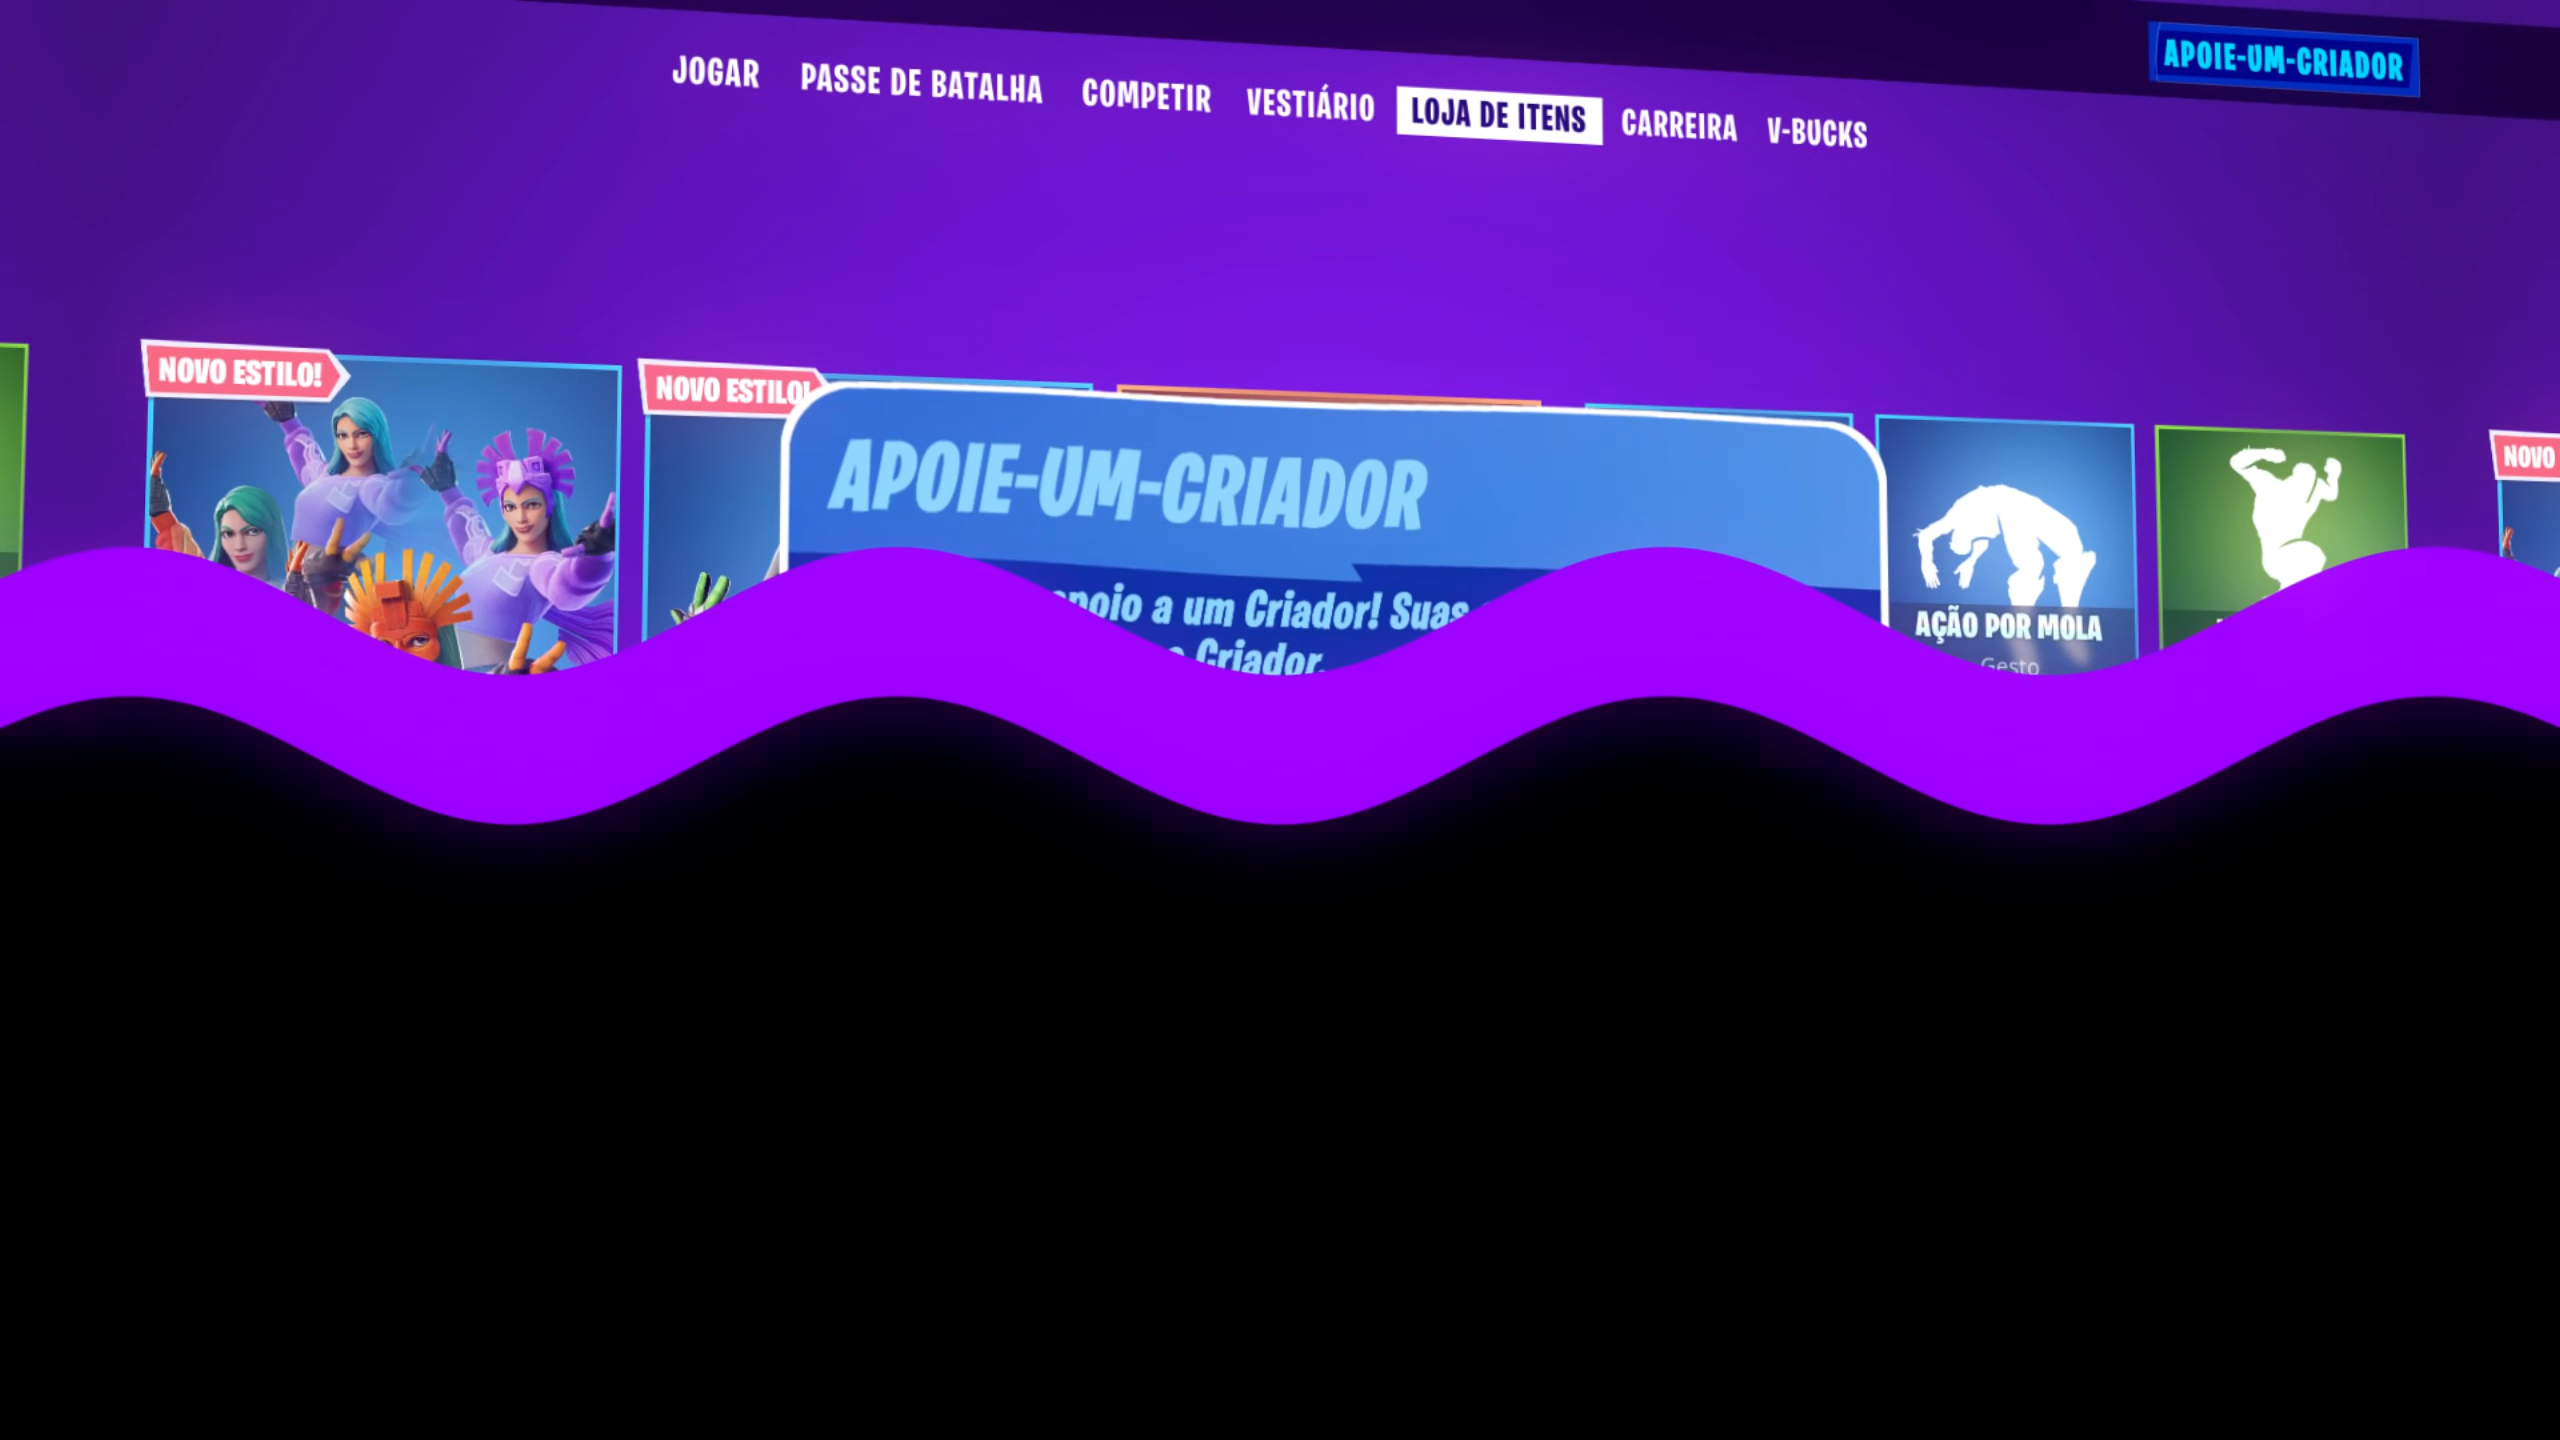 APOIE-UM-CRIADOR
JOGAR PASSE DE BATALHA COMPETIR VESTIÁRIO LOJA DE ITENS CARREIRA V-BUCKS
NOVO ESTILO!
NOVO ESTILO!
NOVO
APOIE-UM-CRIADOR
a um Criador! Suas
Criador.
AÇÃO POR MOLA
Gesto